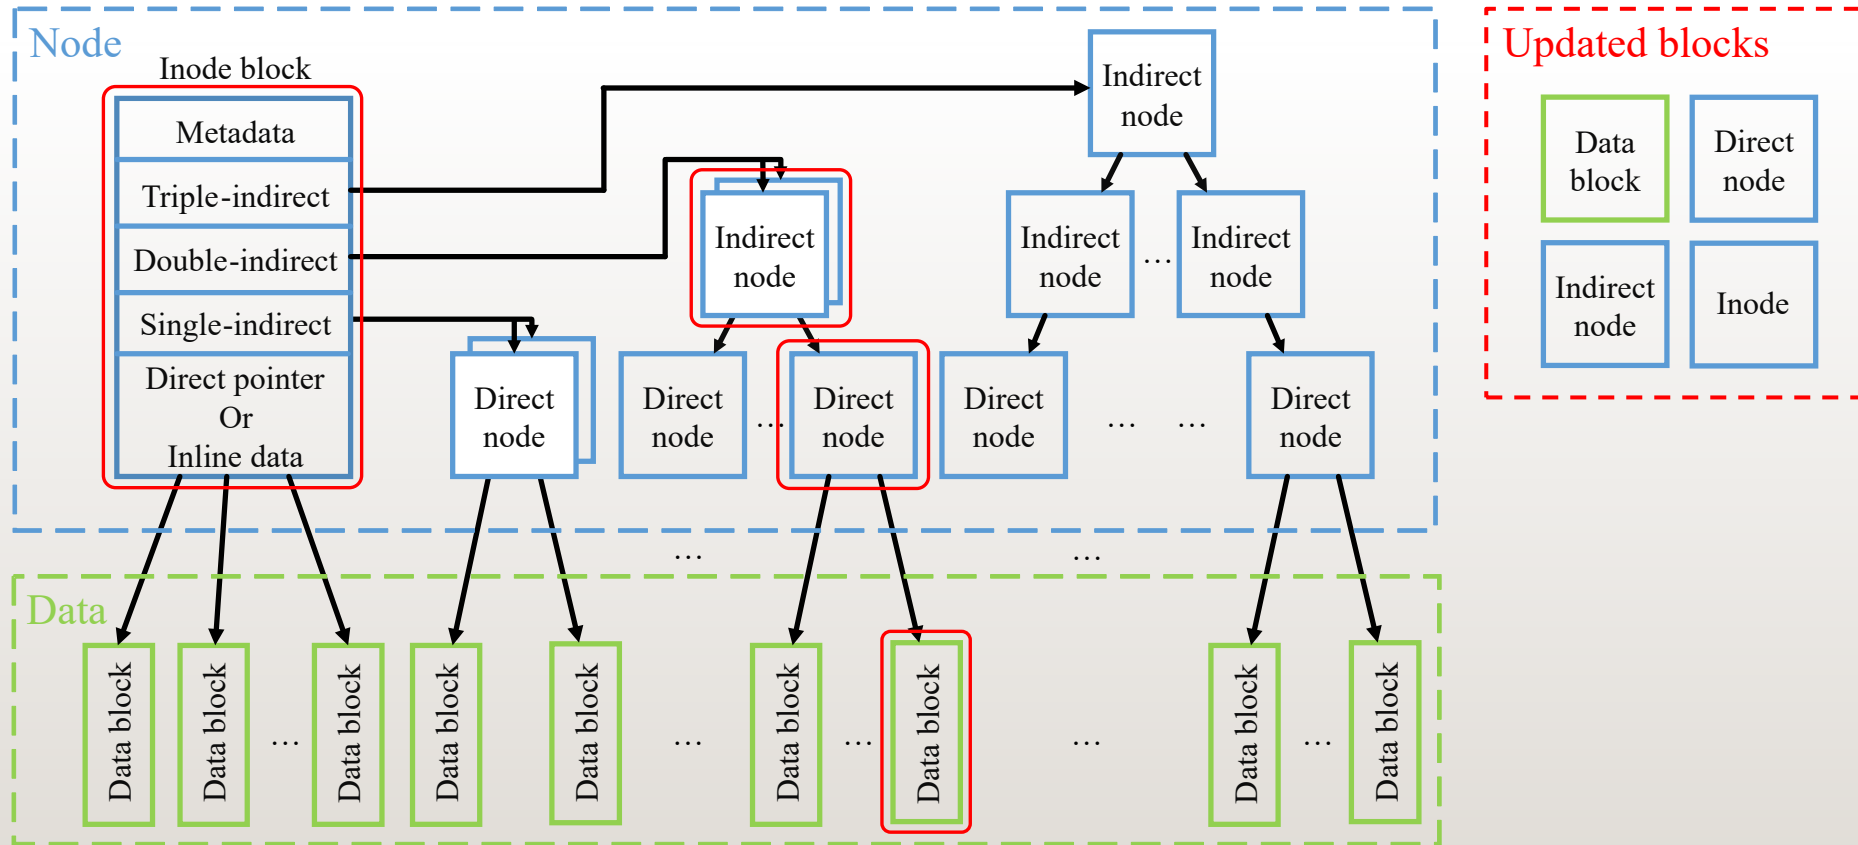 Node
Inode block
Metadata
Triple-indirect
Double-indirect
Single-indirect
Direct pointer
Or
Inline data
Indirect
node
Indirect
node
Indirect
node
…
Indirect
node
Direct
node
Direct
node
…
Direct
node
Direct
node
…
…
Direct
node
…
…
Data
Data block
Data block
…
Data block
Data block
Data block
…
Data block
…
Data block
…
Data block
…
Data block
Updated blocks
Data
block
Direct
node
Indirect
node
Inode